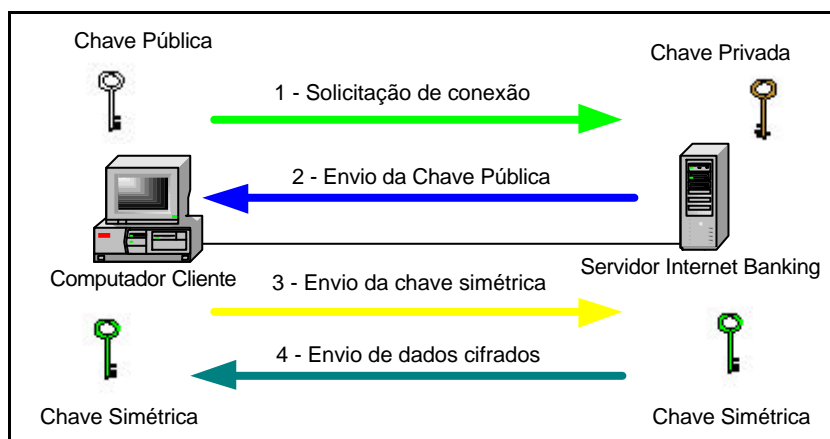 Chave Pública
Chave Privada
1 - Solicitação de conexão
2 - Envio da Chave Pública
Computador Cliente
Servidor Internet Banking
3 - Envio da chave simétrica
4 - Envio de dados cifrados
Chave Simétrica
Chave Simétrica